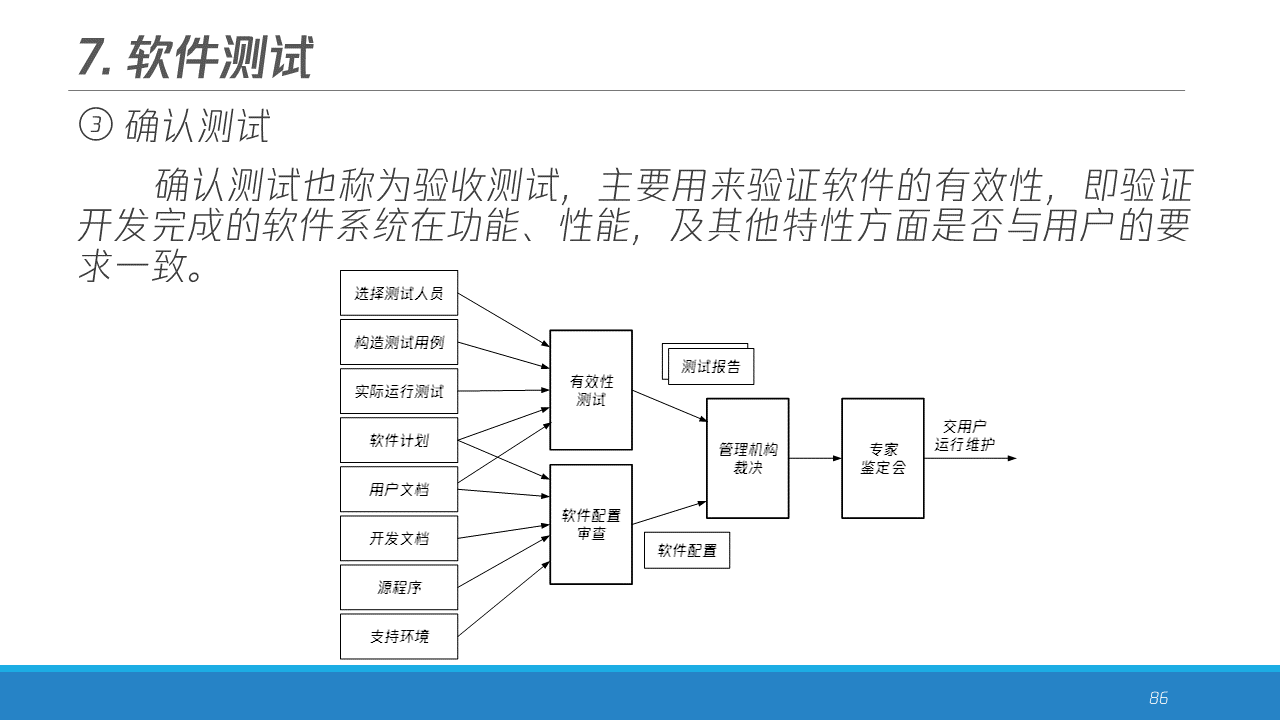 7. 软件测试
③ 确认测试
确认测试也称为验收测试，主要用来验证软件的有效性，即验证
开发完成的软件系统在功能、性能，及其他特性方面是否与用户的要
求一致。
选择测试人员
构造测试用例
实际运行测试
软件计划
用户文档
开发文档
源程序
支持环境
有效性
测试
软件配置
审查
测试报告
软件配置
管理机构
裁决
专家
鉴定会
交用户
运行维护
86